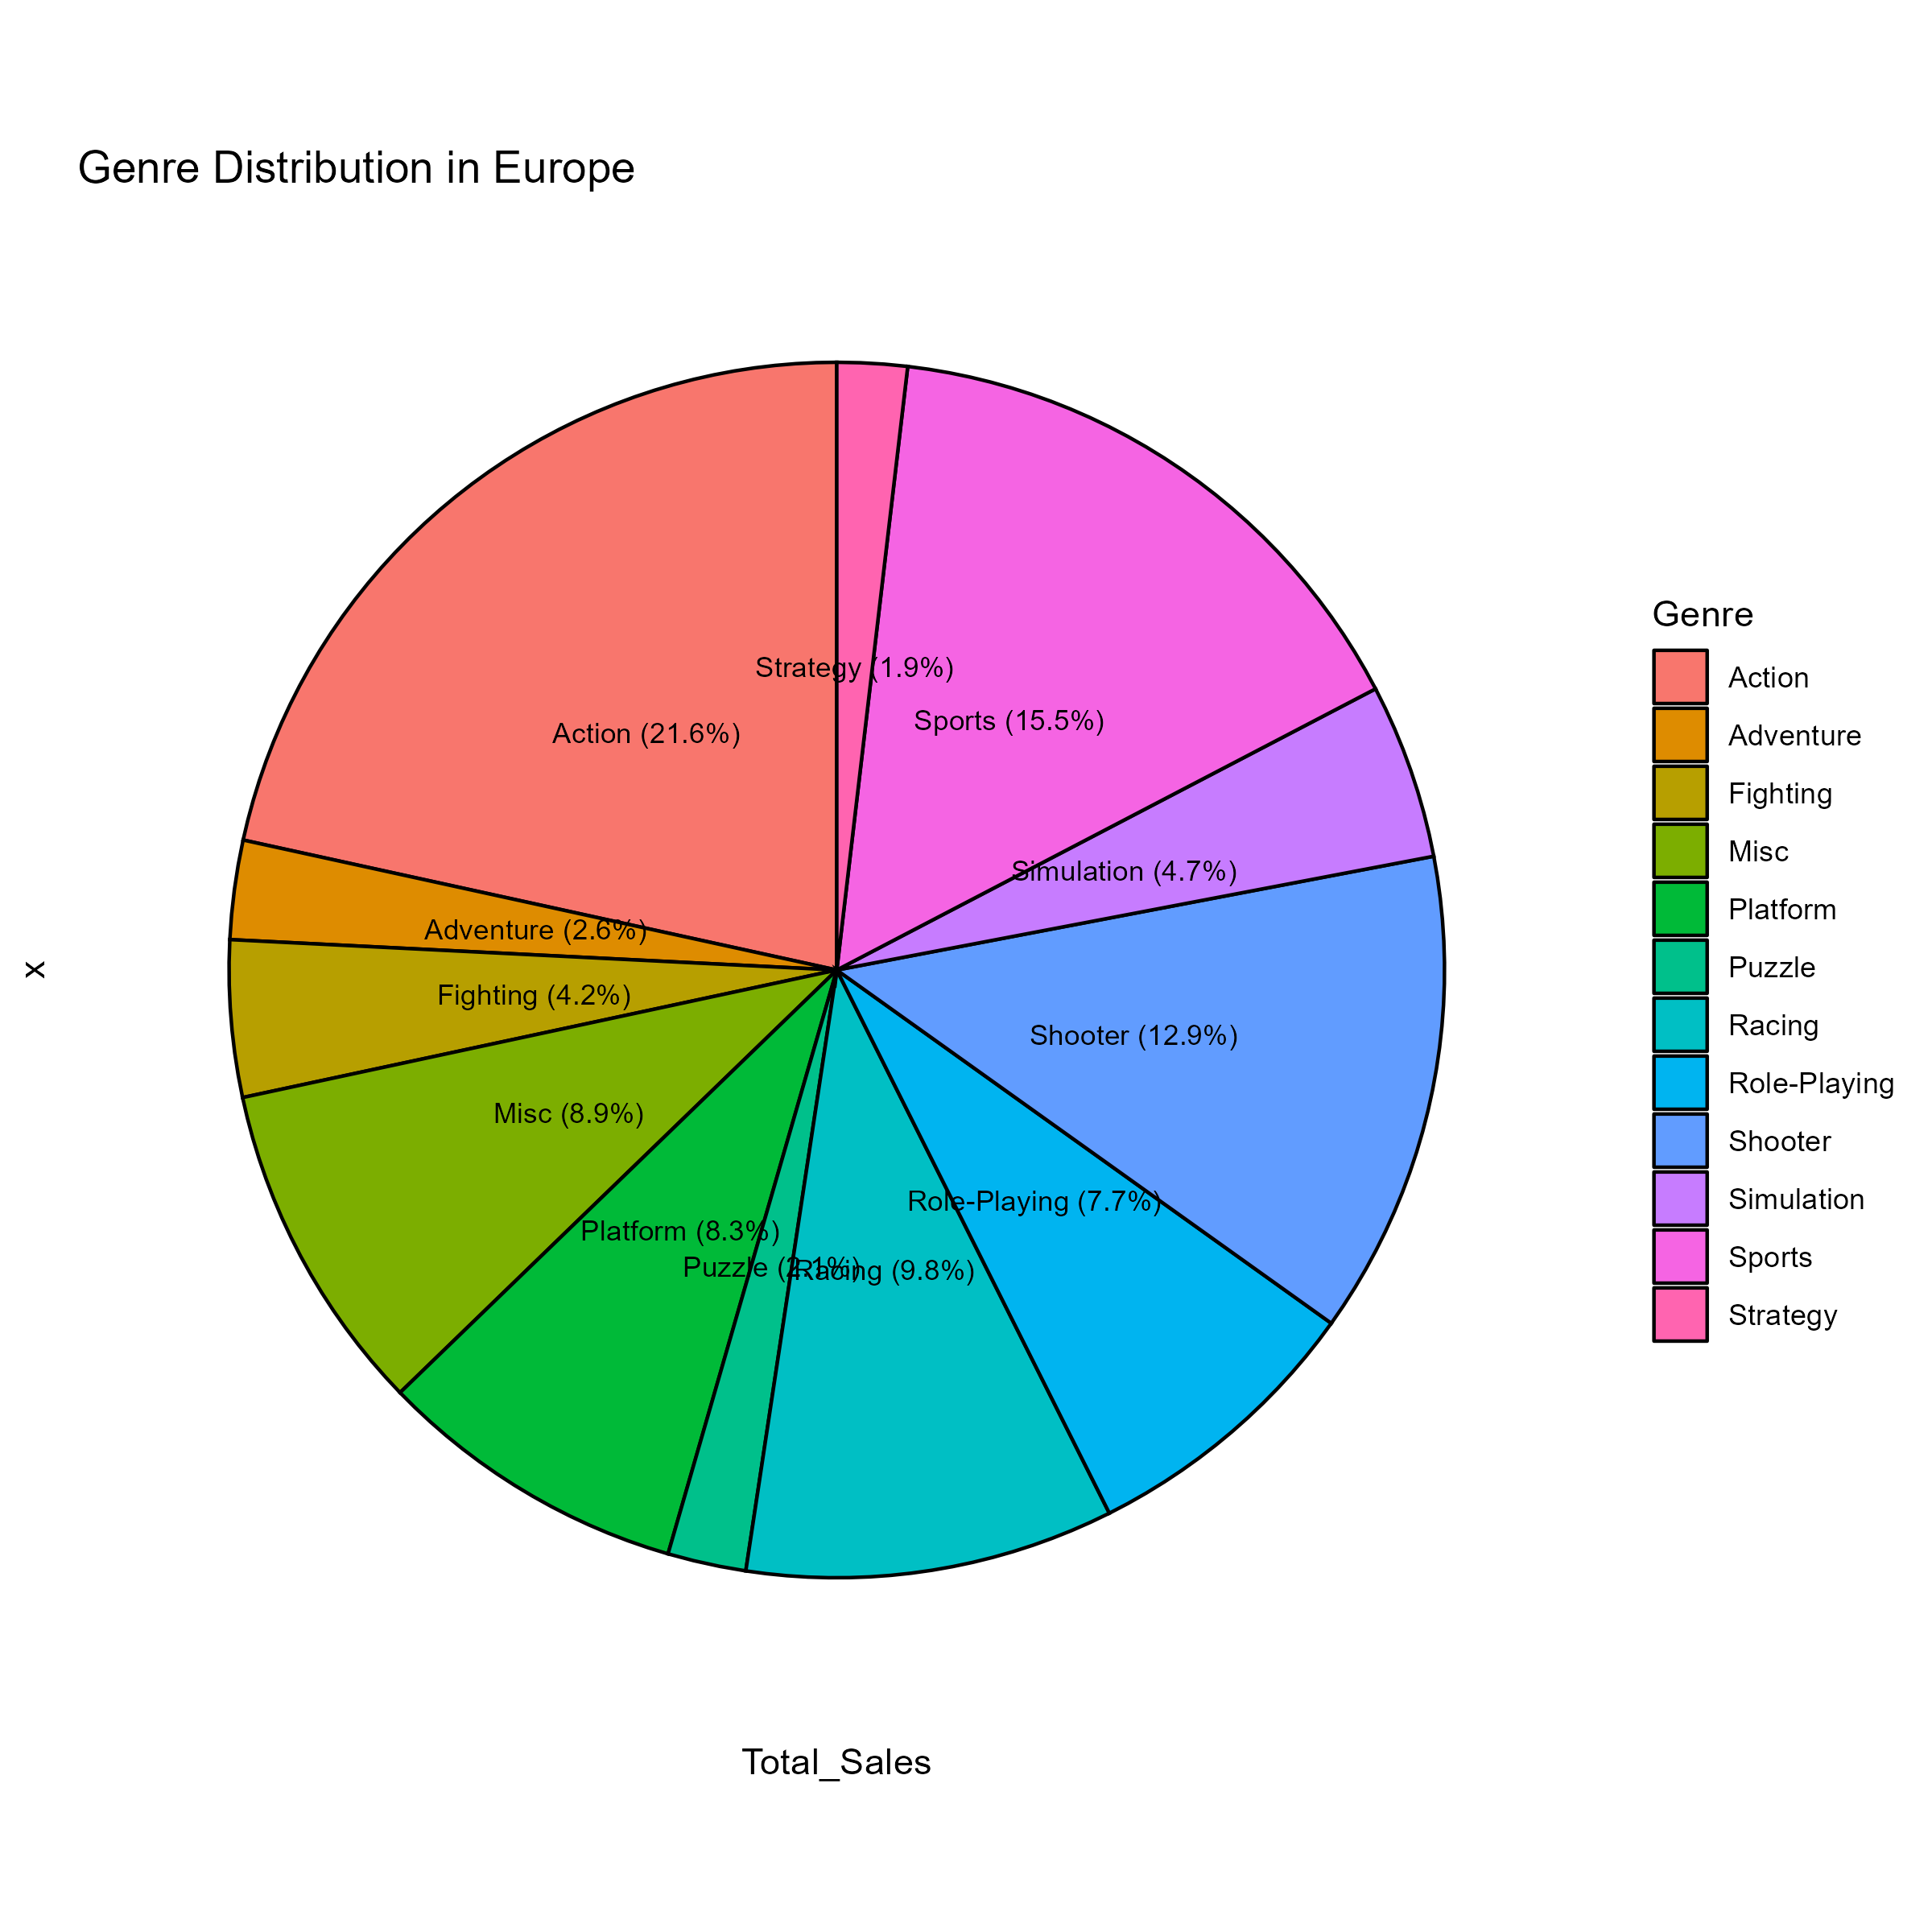 Genre Distribution in Europe
Strategy (1.9%)
Sports (15.5%)
Action (21.6%)
Simulation (4.7%)
Adventure (2.6%)
Fighting (4.2%)
Shooter (12.9%)
Misc (8.9%)
Role-Playing (7.7%)
Platform (8.3%)
Puzzle (2.1%)
Racing (9.8%)
x
Total_Sales
Genre
Action
Adventure
Fighting
Misc
Platform
Puzzle
Racing
Role-Playing
Shooter
Simulation
Sports
Strategy